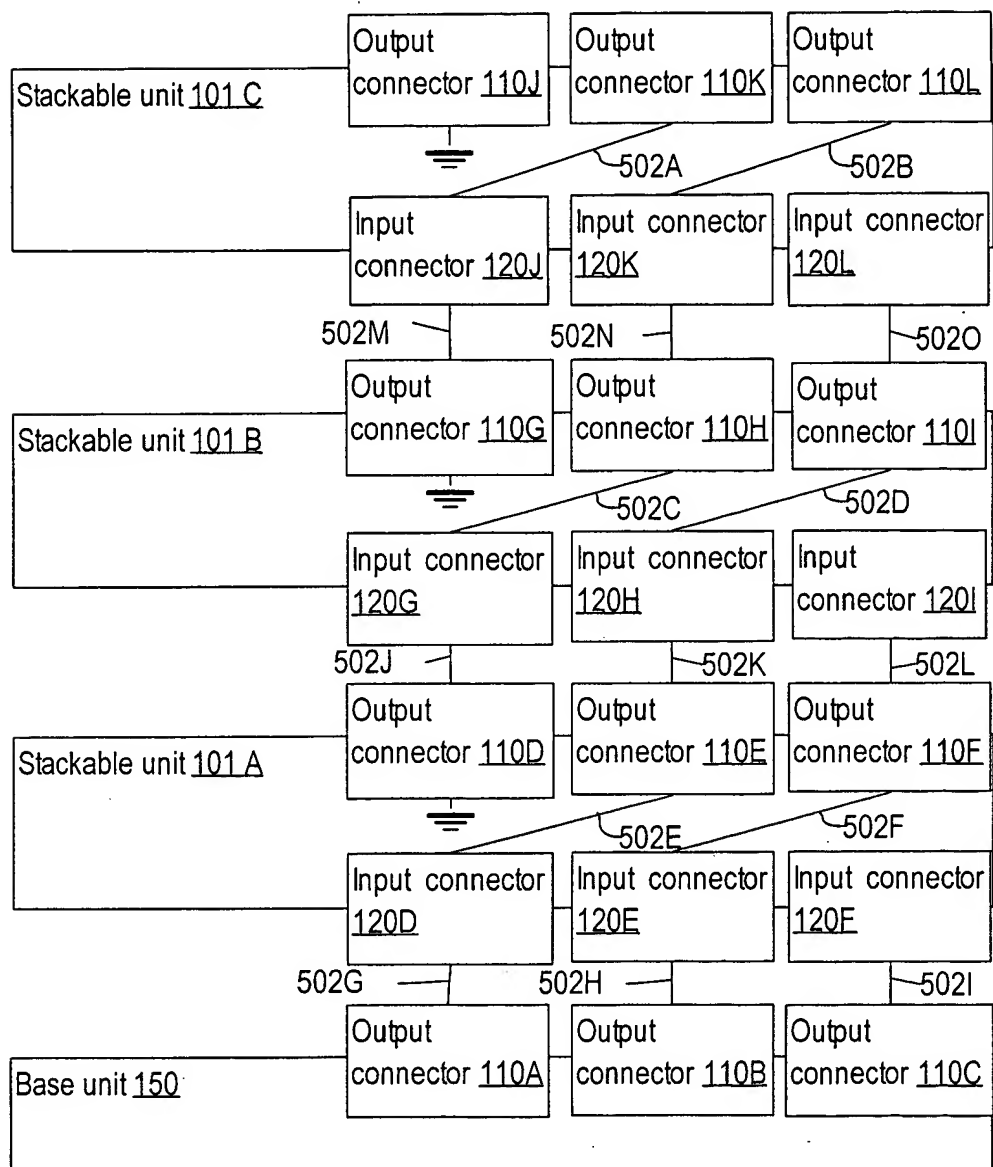 Output
connector 110J
Output
connector 110K
Output
connector 110L
Stackable unit 101 C
502A
502B
Input
connector 120J
Input connector
120K
Input connector
120L
502M
502N
502O
Output
connector 110G
Output
connector 110H
Output
connector 110I
Stackable unit 101 B
502C
502D
Input connector
120G
Input connector
120H
Input
connector 120I
502J
502K
502L
Output
connector 110D
Output
connector 110E
Output
connector 110F
Stackable unit 101 A
502E
502F
Input connector
120D
Input connector
120E
Input connector
120F
502G
502H
502I
Output
connector 110A
Output
connector 110B
Output
connector 110C
Base unit 150